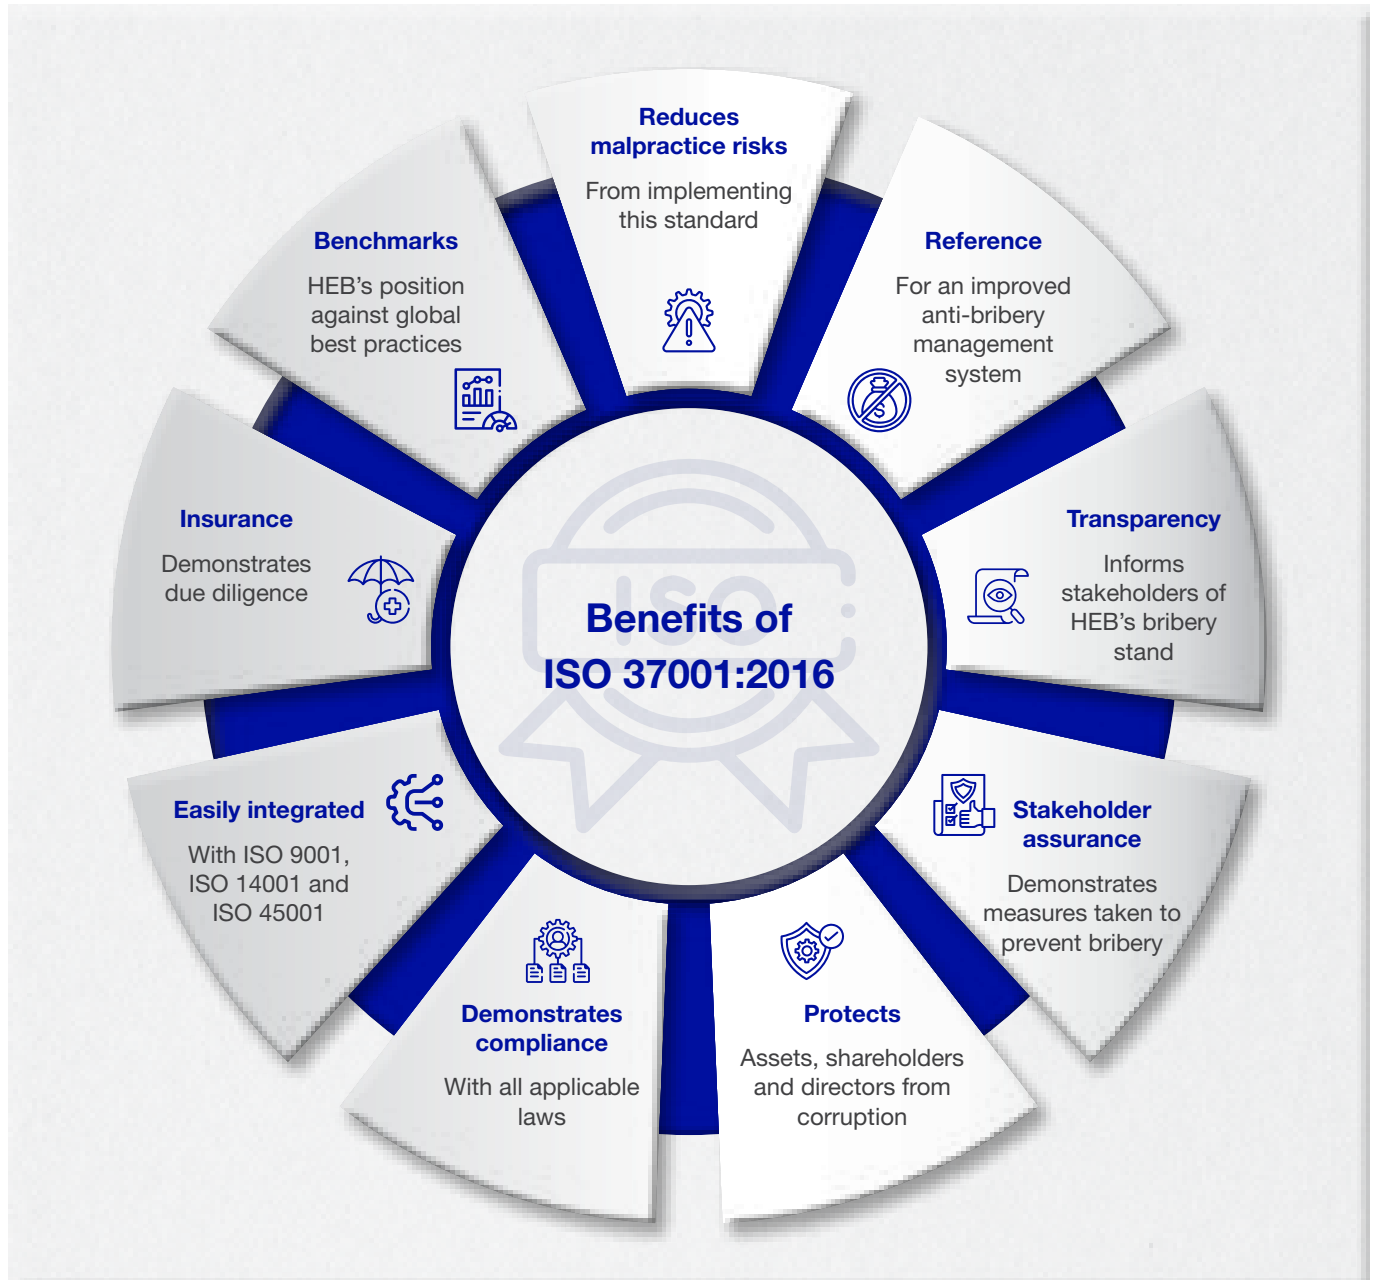 Reduces
malpractice risks
From implementing
this standard
Reference
For an improved
anti-bribery
management
system
Transparency
Informs
stakeholders of
HEB’s bribery
stand
Stakeholder
assurance
Demonstrates
measures taken to
prevent bribery
Protects
Assets, shareholders
and directors from
corruption
Demonstrates
compliance
With all applicable
laws
Easily integrated
With ISO 9001,
ISO 14001 and
ISO 45001
Insurance
Demonstrates
due diligence
Benchmarks
HEB’s position
against global
best practices
ISO
Benefits of
ISO 37001:2016